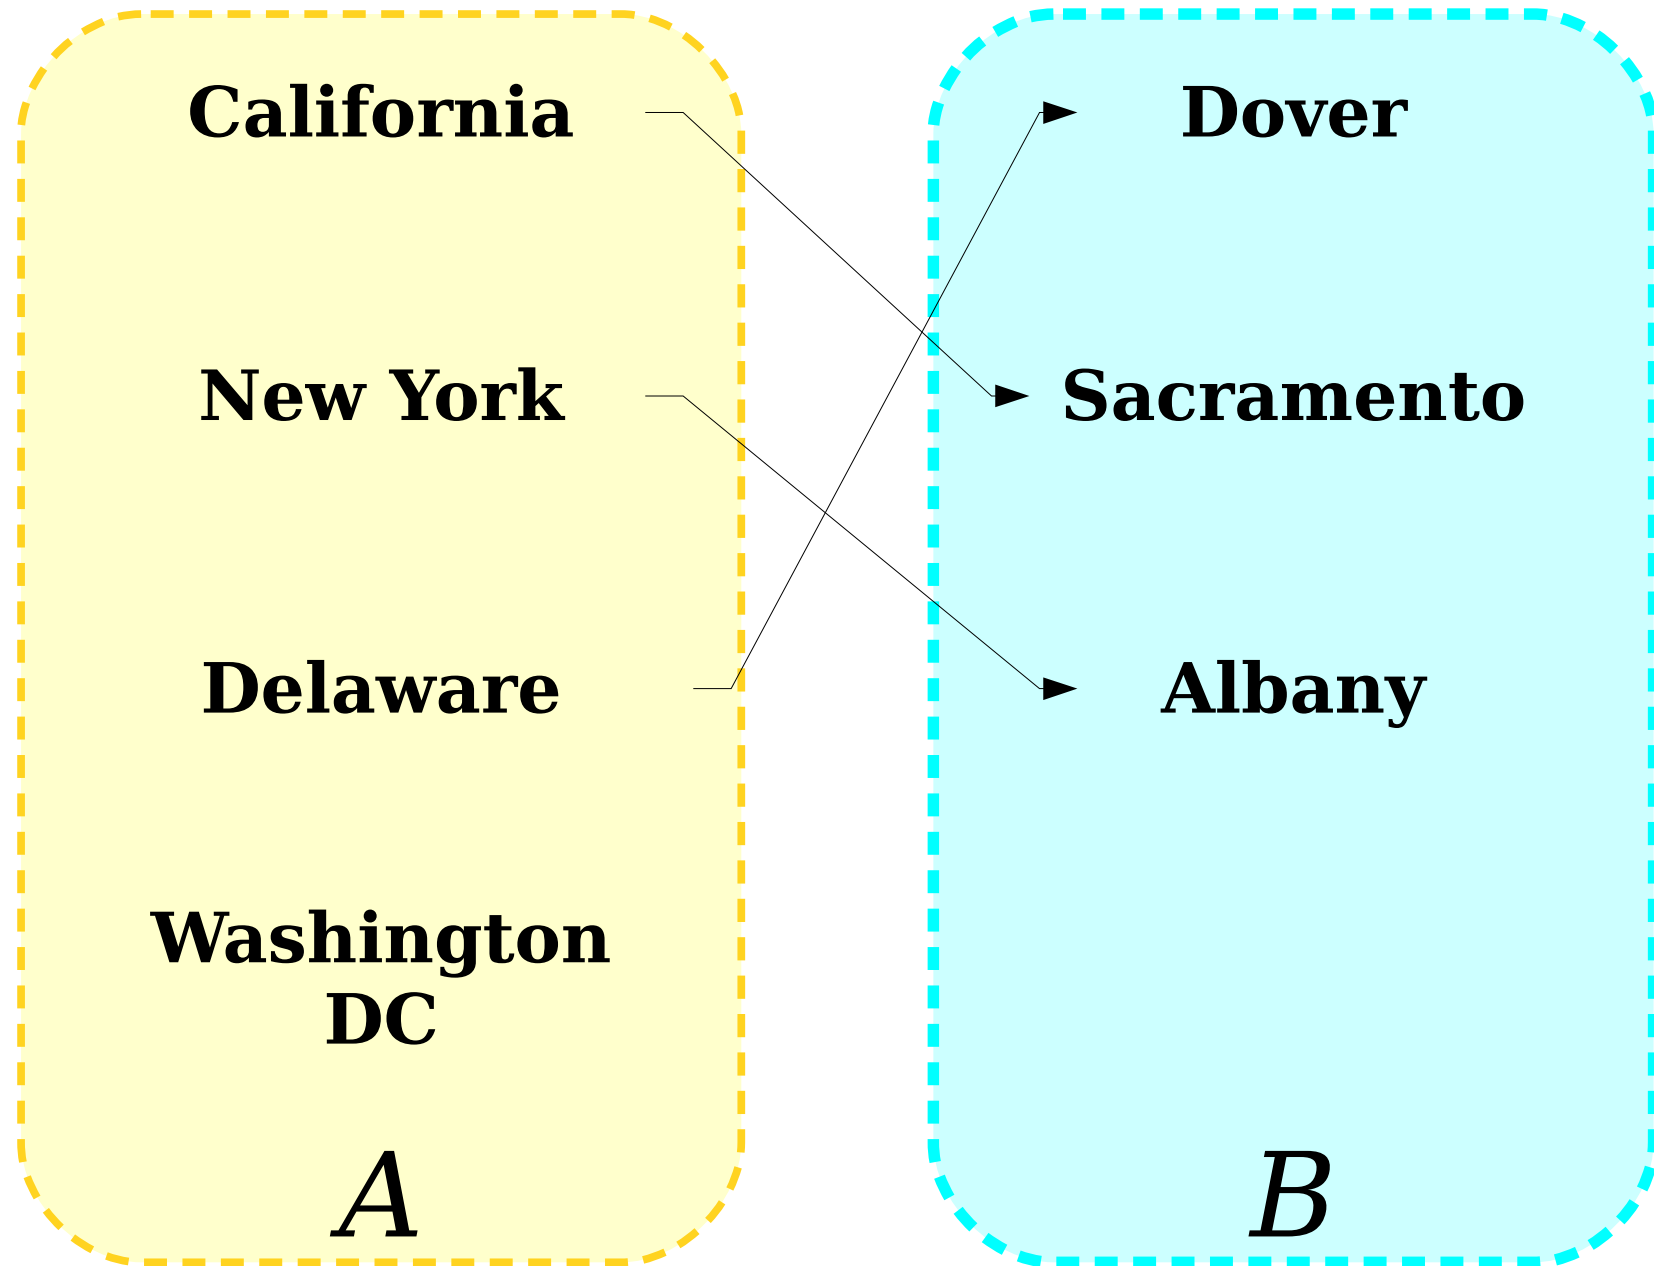 California
Dover
New York
Sacramento
Delaware
Albany
Washington
DC
A
B